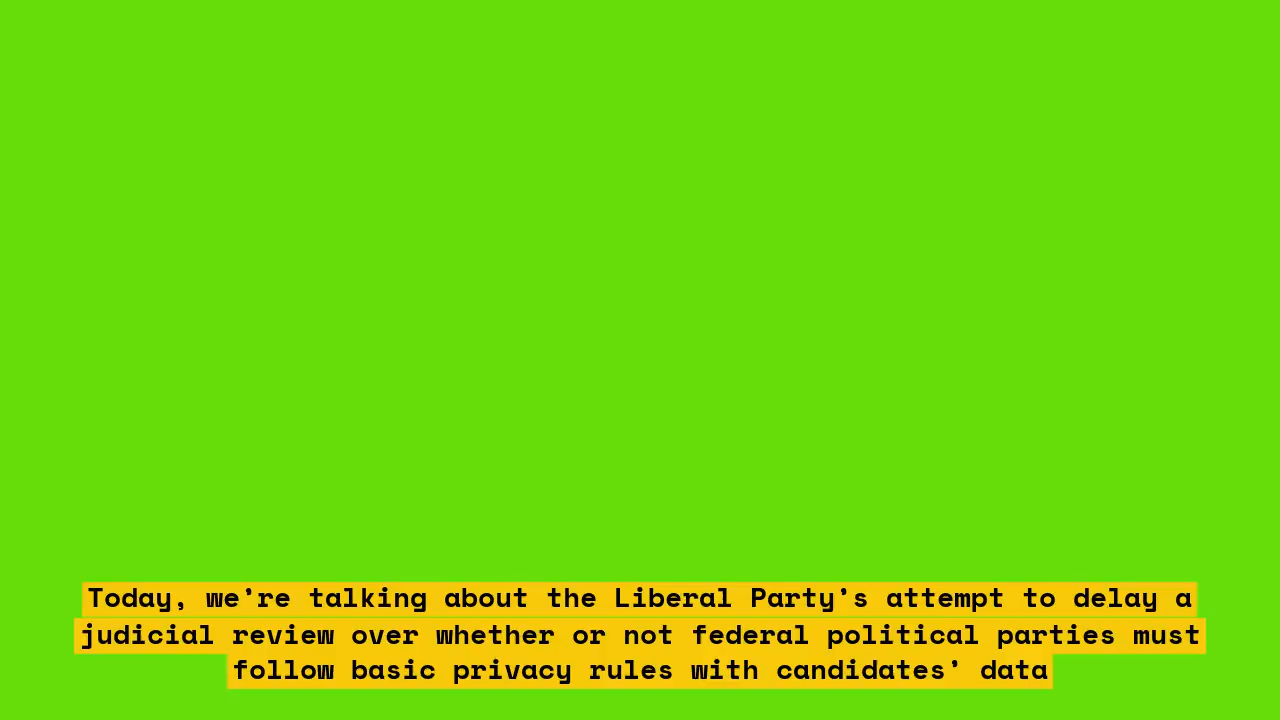 Today, we’re talking about the Liberal Party’s attempt to delay a
judicial review over whether or not federal political parties must
follow basic privacy rules with candidates’ data